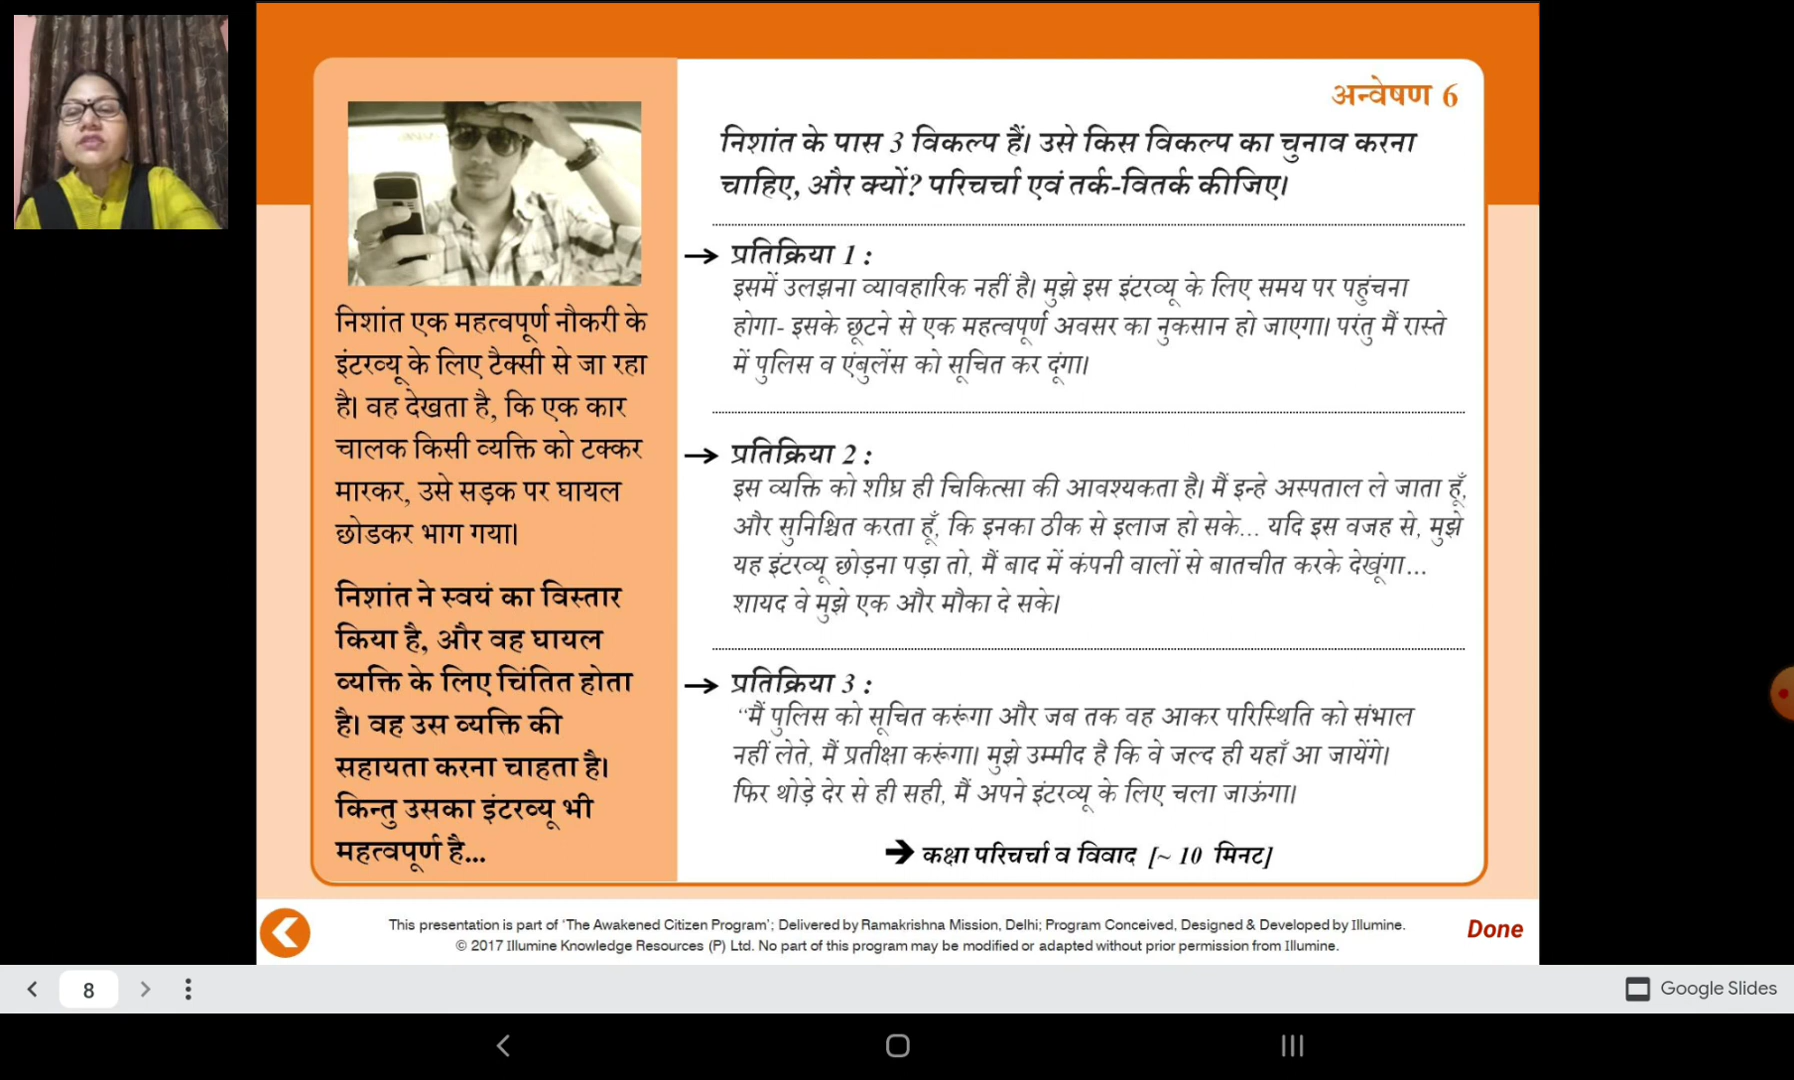 अन्वेषण 6
निशांत के पास 3 विकल्प हैं। उसे किस विकल्प का चुनाव करना
चाहिए, और क्यों? परिचर्चा एवं तर्क-वितर्क कीजिए।
निशांत एक महत्वपूर्ण नौकरी के
इंटरव्यू के लिए टैक्सी से जा रहा
है। वह देखता है, कि एक कार
चालक किसी व्यक्ति को टक्कर
मारकर, उसे सड़क पर घायल
छोडकर भाग गया।
निशांत ने स्वयं का विस्तार
किया है, और वह घायल
व्यक्ति के लिए चिंतित होता
है। वह उस व्यक्ति की
सहायता करना चाहता है।
किन्तु उसका इंटरव्यू भी
महत्वपूर्ण है...
→ प्रतिक्रिया 1 :
इसमें उलझना व्यावहारिक नहीं है। मुझे इस इंटरव्यू के लिए समय पर पहुंचना
होगा- इसके छूटने से एक महत्वपूर्ण अवसर का नुकसान हो जाएगा। परंतु मैं रास्ते
में पुलिस व एंबुलेंस को सूचित कर दूंगा।
→ प्रतिक्रिया 2 :
इस व्यक्ति को शीघ्र ही चिकित्सा की आवश्यकता है। मैं इन्हे अस्पताल ले जाता हूँ,
और सुनिश्चित करता हूँ, कि इनका ठीक से इलाज हो सके... यदि इस वजह से, मुझे
यह इंटरव्यू छोड़ना पड़ा तो, मैं बाद में कंपनी वालों से बातचीत करके देखूंगा...
शायद वे मुझे एक और मौका दे सके।
→ प्रतिक्रिया 3 :
“मैं पुलिस को सूचित करूंगा और जब तक वह आकर परिस्थिति को संभाल
नहीं लेते, मैं प्रतीक्षा करूंगा। मुझे उम्मीद है कि वे जल्द ही यहाँ आ जायेंगे।
फिर थोड़े देर से ही सही, मैं अपने इंटरव्यू के लिए चला जाऊंगा।
➔ कक्षा परिचर्चा व विवाद [~ 10 मिनट]
This presentation is part of ‘The Awakened Citizen Program’; Delivered by Ramakrishna Mission, Delhi; Program Conceived, Designed & Developed by Illumine.
© 2017 Illumine Knowledge Resources (P) Ltd. No part of this program may be modified or adapted without prior permission from Illumine.
Done
8
Google Slides